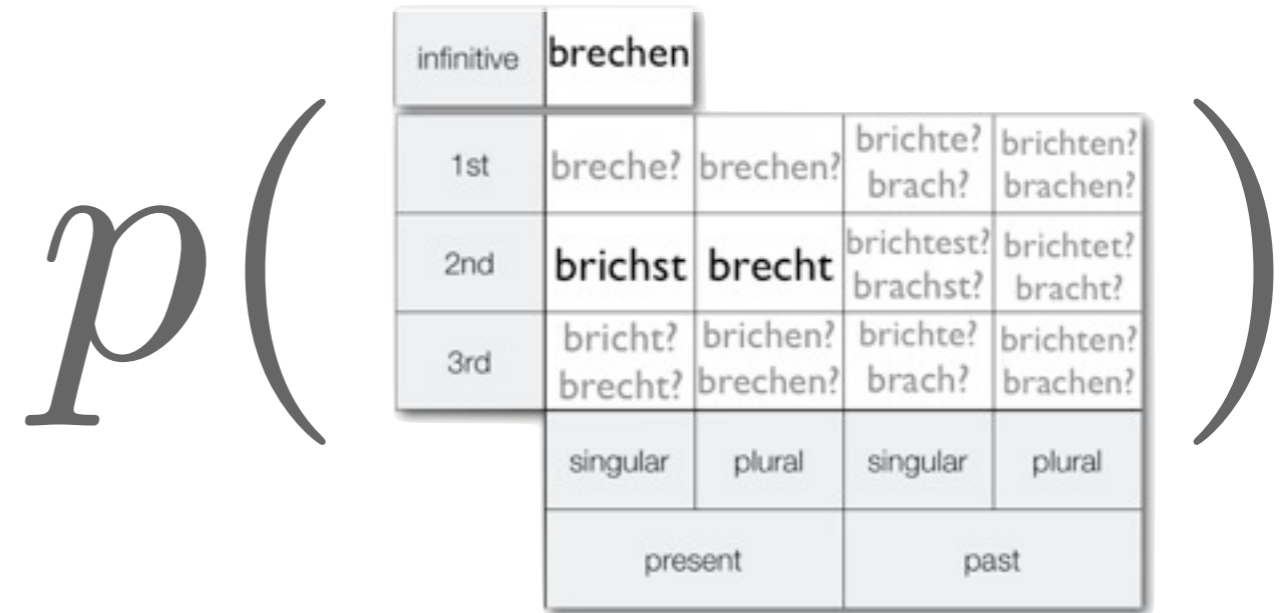 p(
infinitive brechen
1st breche? brechen? brichte? brichten?
brach? brachen?
2nd brichst brecht brichtest? brichtet?
brachst? bracht?
3rd bricht? brichen? brichte? brichten?
brecht? brechen? brach? brachen?
singular plural singular plural
present past
)